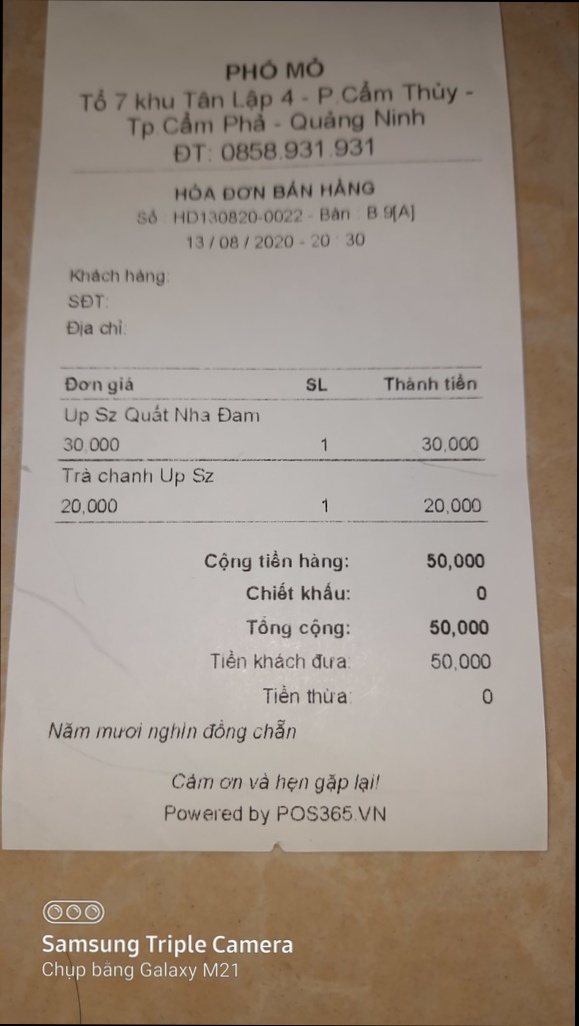 PHỐ MỎ
Tổ 7 khu Tân Lập 4 - P.Cẩm Thủy -
Tp.Cẩm Phả - Quảng Ninh
ĐT: 0858.931.931
HÓA ĐƠN BÁN HÀNG
Số : HD130820-0022 - Bàn : B 9[A]
13 / 08 / 2020 - 20 : 30
Khách hàng:
SĐT:
Địa chỉ:
Đơn giá SL Thành tiền
Up Sz Quất Nha Đam
30,000 1 30,000
Trà chanh Up Sz
20,000 1 20,000
Cộng tiền hàng: 50,000
Chiết khấu: 0
Tổng cộng: 50,000
Tiền khách đưa: 50,000
Tiền thừa: 0
Năm mươi nghìn đồng chẵn
Cảm ơn và hẹn gặp lại!
Powered by POS365.VN
Samsung Triple Camera
Chụp bằng Galaxy M21